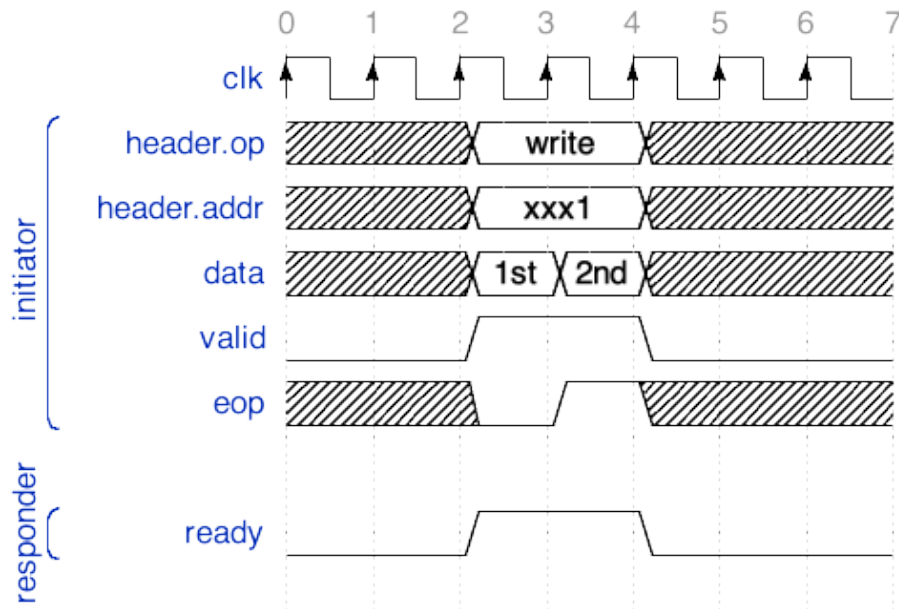 0 1 2 3 4 5 6 7
clk
initiator
header.op write
header.addr xxx1
data 1st 2nd
valid
eop
responder
ready